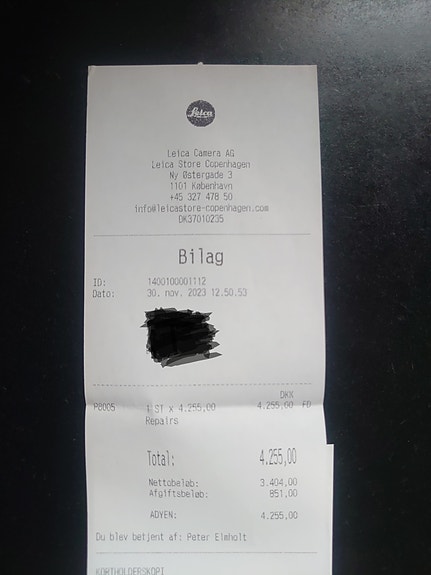 Leica
Leica Camera AG
Leica Store Copenhagen
Ny Østergade 3
1101 København
+45 327 478 50
info@leicastore-copenhagen.com
DK37010235
Bilag
ID: 1400100001112
Dato: 30. nov. 2023 12.50.53
DKK
P8005 1 ST x 4.255,00 4.255,00 FD
Repairs
Total: 4.255,00
Nettobeløb: 3.404,00
Afgiftsbeløb: 851,00
ADYEN: 4.255,00
Du blev betjent af: Peter Elmholt
KORTHOLDERSKOPI